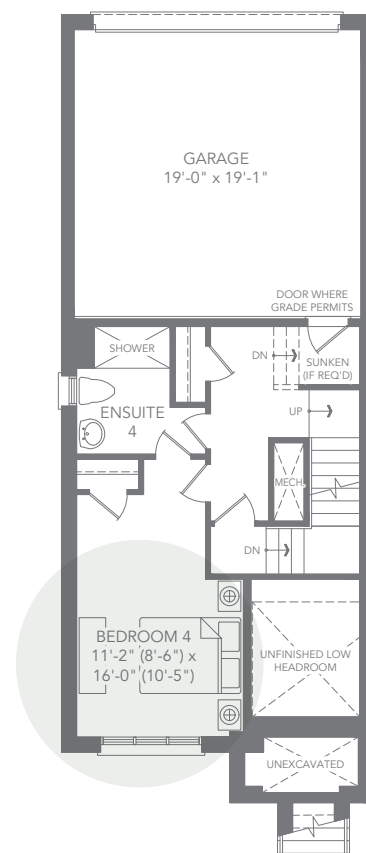 GARAGE
19'-0" x 19'-1"
DOOR WHERE
GRADE PERMITS
SHOWER
DN
SUNKEN
(IF REQ'D)
ENSUITE
4
UP
MECH.
DN
BEDROOM 4
11'-2" (8'-6") x
16'-0" (10'-5")
UNFINISHED LOW
HEADROOM
UNEXCAVATED